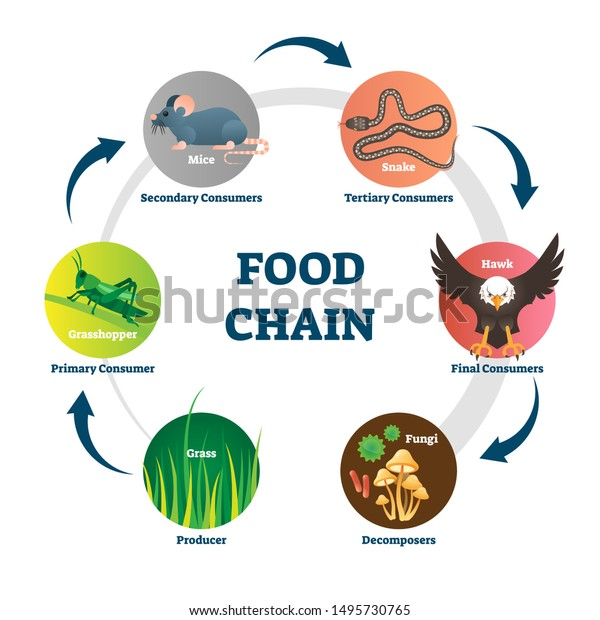 Mice
Secondary Consumers
Snake
Tertiary Consumers
Hawk
Final Consumers
Fungi
Decomposers
Grass
Producer
Grasshopper
Primary Consumer
FOOD
CHAIN
shutterstock
shutterstock.com · 1495730765